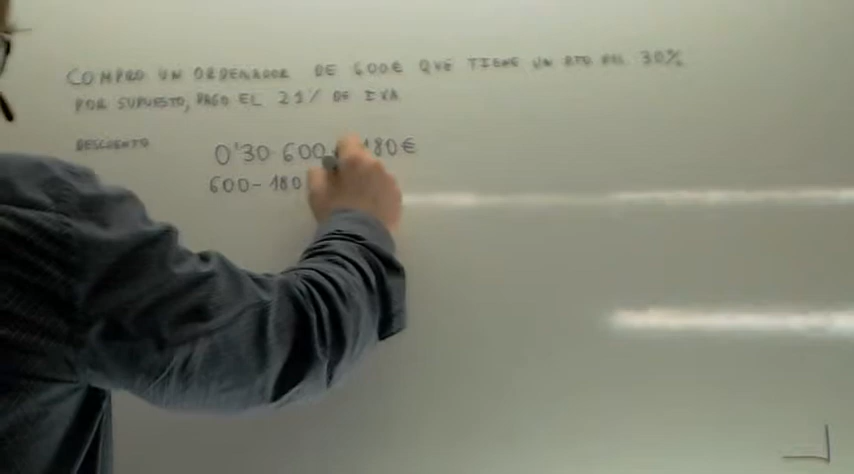 COMPRO UN ORDENADOR DE 600€ QUE TIENE UN DTO DEL 30%
POR SUPUESTO, PAGO EL 21% DE IVA
DESCUENTO 0'30 600 180€
600-180